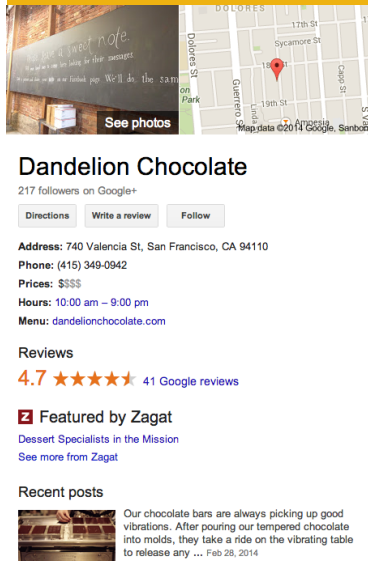 a sweet note.
See photos
DOLORES
17th St
Sycamore St
Dolores St
18th St
Capp St
Guerrero S
Linda
19th St
Park
Amnesia
Map data ©2014 Google, Sanborn
Dandelion Chocolate
217 followers on Google+
Directions
Write a review
Follow
Address: 740 Valencia St, San Francisco, CA 94110
Phone: (415) 349-0942
Prices: $$$$
Hours: 10:00 am – 9:00 pm
Menu: dandelionchocolate.com
Reviews
4.7 41 Google reviews
Z Featured by Zagat
Dessert Specialists in the Mission
See more from Zagat
Recent posts
Our chocolate bars are always picking up good
vibrations. After pouring our tempered chocolate
into molds, they take a ride on the vibrating table
to release any ... Feb 28, 2014